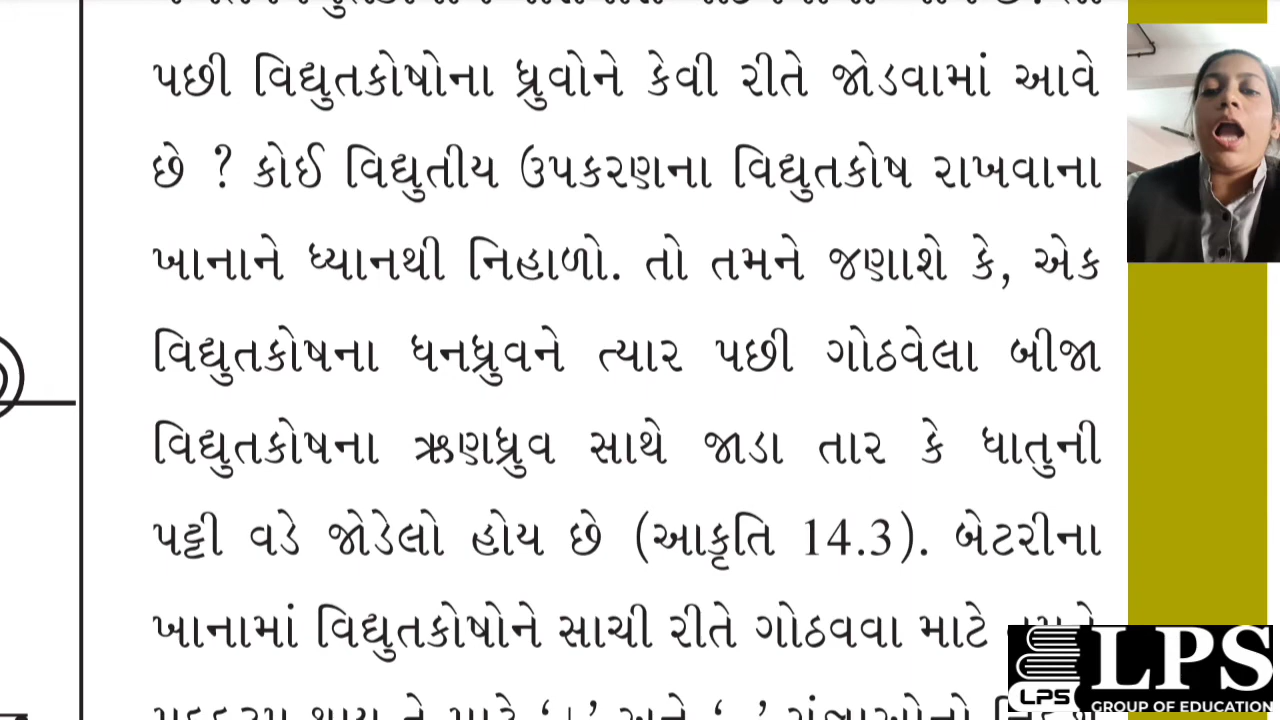 પછી વિદ્યુતકોષોના ધ્રુવોને કેવી રીતે જોડવામાં આવે
છે ? કોઈ વિદ્યુતીય ઉપકરણના વિદ્યુતકોષ રાખવાના
ખાનાને ધ્યાનથી નિહાળો. તો તમને જણાશે કે, એક
વિદ્યુતકોષના ધનધ્રુવને ત્યાર પછી ગોઠવેલા બીજા
વિદ્યુતકોષના ઋણધ્રુવ સાથે જાડા તાર કે ધાતુની
પટ્ટી વડે જોડેલો હોય છે (આકૃતિ 14.3). બેટરીના
ખાનામાં વિદ્યુતકોષોને સાચી રીતે ગોઠવવા માટે
LPS
LPS
GROUP OF EDUCATION